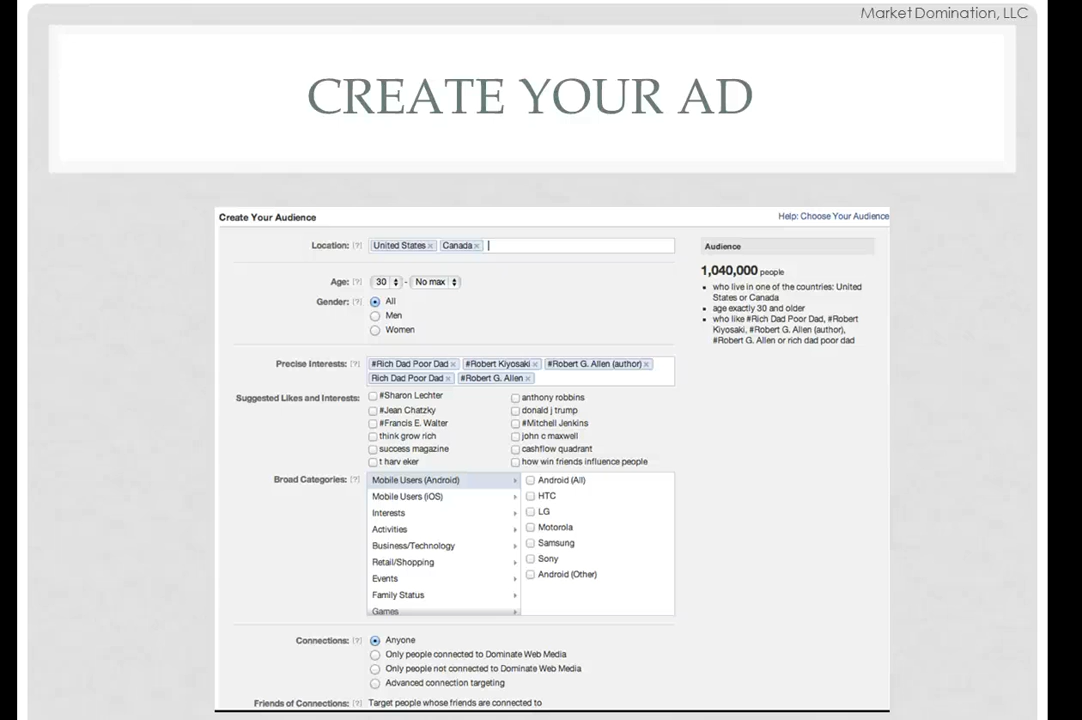 Market Domination, LLC
CREATE YOUR AD
Create Your Audience
Help: Choose Your Audience
Location: [?] United States × Canada ×
Age: [?] 30 - No max
Gender: [?] All
Men
Women
Precise Interests: [?] #Rich Dad Poor Dad × #Robert Kiyosaki × #Robert G. Allen (author) ×
Rich Dad Poor Dad × #Robert G. Allen ×
Suggested Likes and Interests:
#Sharon Lechter anthony robbins
#Jean Chatzky donald j trump
#Francis E. Walter #Mitchell Jenkins
think grow rich john c maxwell
success magazine cashflow quadrant
t harv eker how win friends influence people
Broad Categories: [?]
Mobile Users (Android)
Mobile Users (iOS)
Interests
Activities
Business/Technology
Retail/Shopping
Events
Family Status
Games
Android (All)
HTC
LG
Motorola
Samsung
Sony
Android (Other)
Connections: [?] Anyone
Only people connected to Dominate Web Media
Only people not connected to Dominate Web Media
Advanced connection targeting
Friends of Connections: [?] Target people whose friends are connected to
Audience
1,040,000 people
who live in one of the countries: United
States or Canada
age exactly 30 and older
who like #Rich Dad Poor Dad, #Robert
Kiyosaki, #Robert G. Allen (author),
#Robert G. Allen or rich dad poor dad